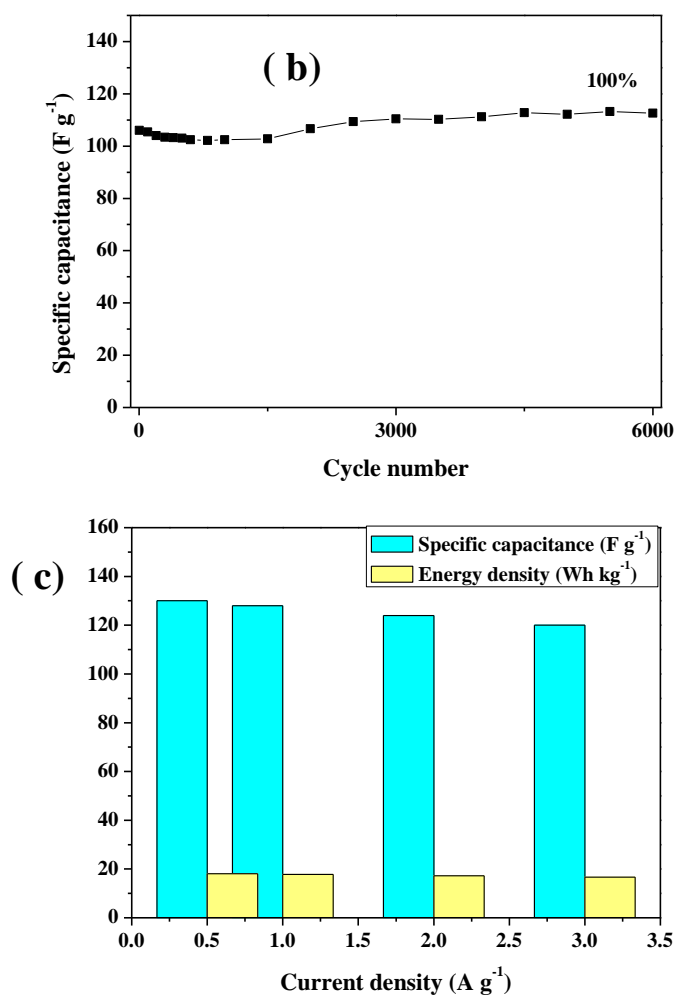 140
( b)
100%
120
100
80
60
40
20
0
Specific capacitance (F g-1)
0 3000 6000
Cycle number
160
Specific capacitance (F g-1)
Energy density (Wh kg-1)
( c)
140
120
100
80
60
40
20
0
0.0 0.5 1.0 1.5 2.0 2.5 3.0 3.5
Current density (A g-1)